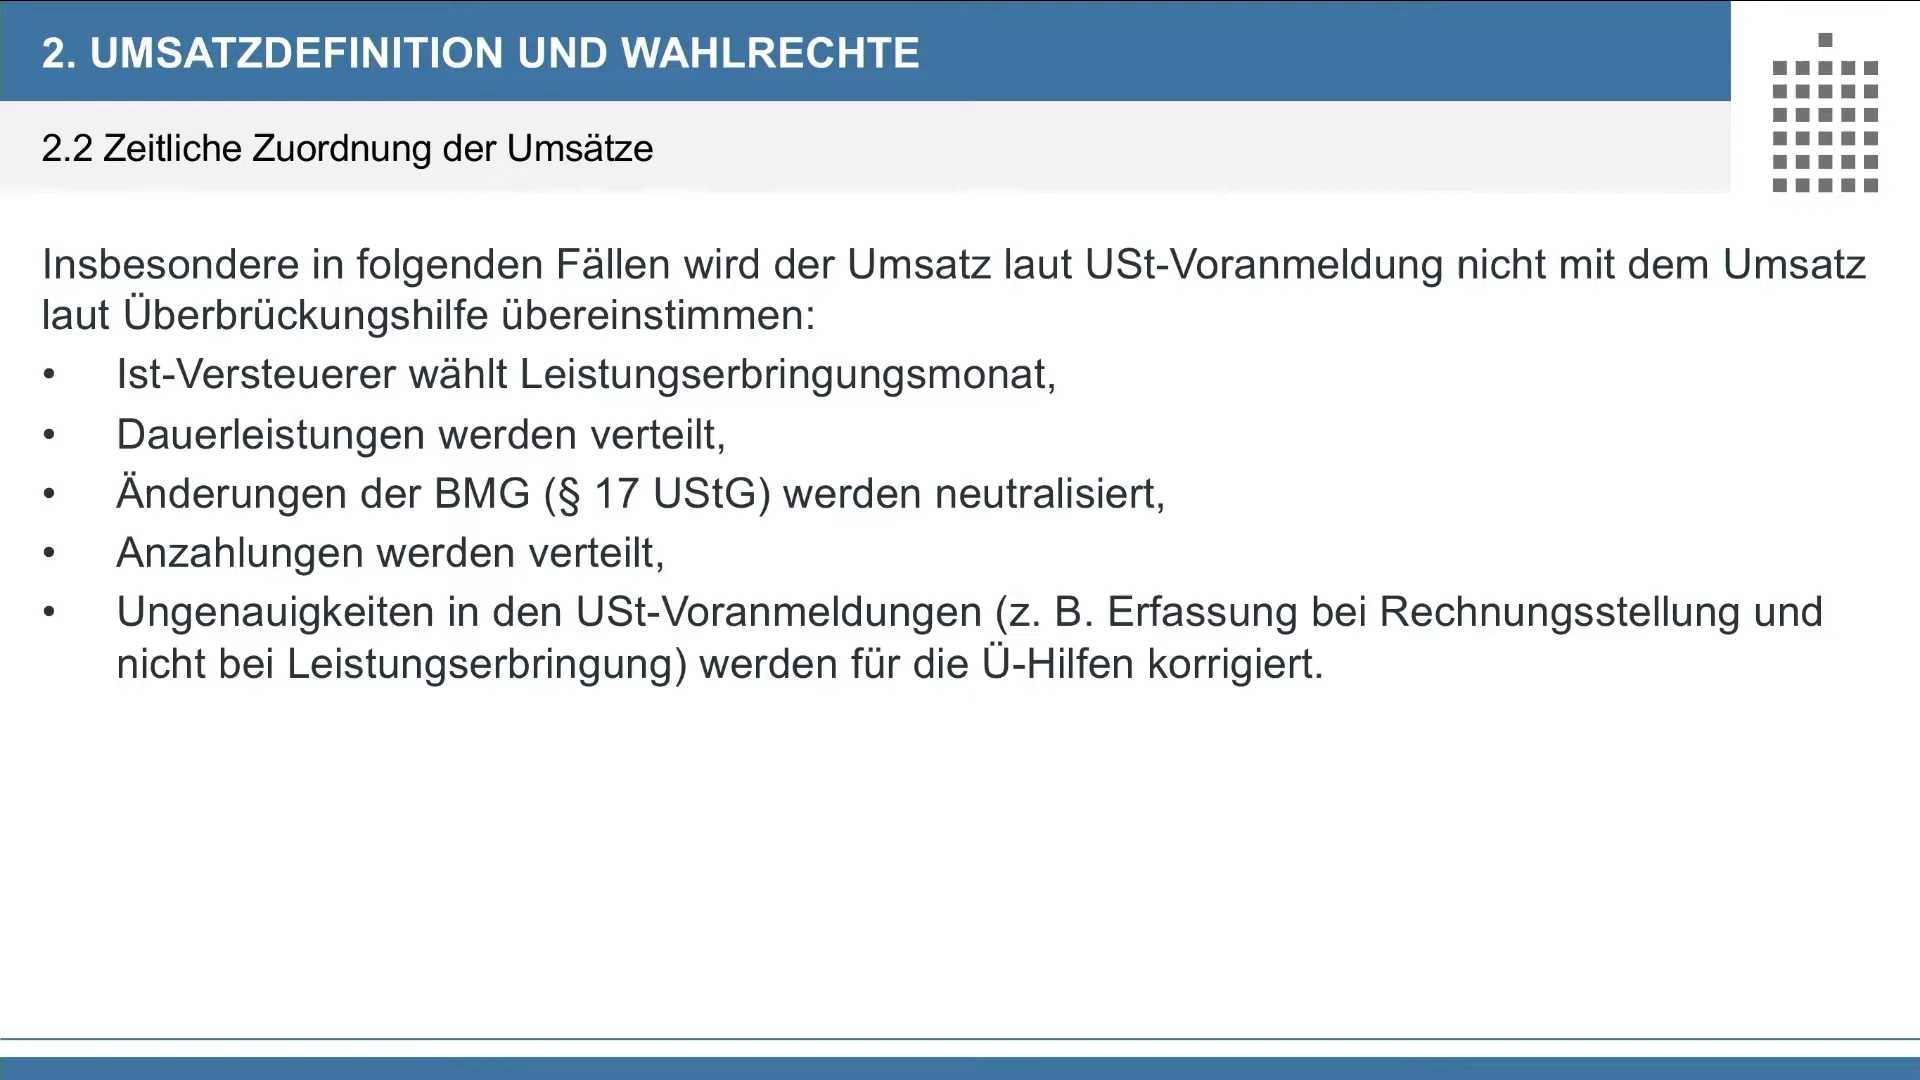 2. UMSATZDEFINITION UND WAHLRECHTE
2.2 Zeitliche Zuordnung der Umsätze
Insbesondere in folgenden Fällen wird der Umsatz laut USt-Voranmeldung nicht mit dem Umsatz
laut Überbrückungshilfe übereinstimmen:
• Ist-Versteuerer wählt Leistungserbringungsmonat,
• Dauerleistungen werden verteilt,
• Änderungen der BMG (§ 17 UStG) werden neutralisiert,
• Anzahlungen werden verteilt,
• Ungenauigkeiten in den USt-Voranmeldungen (z. B. Erfassung bei Rechnungsstellung und
nicht bei Leistungserbringung) werden für die Ü-Hilfen korrigiert.